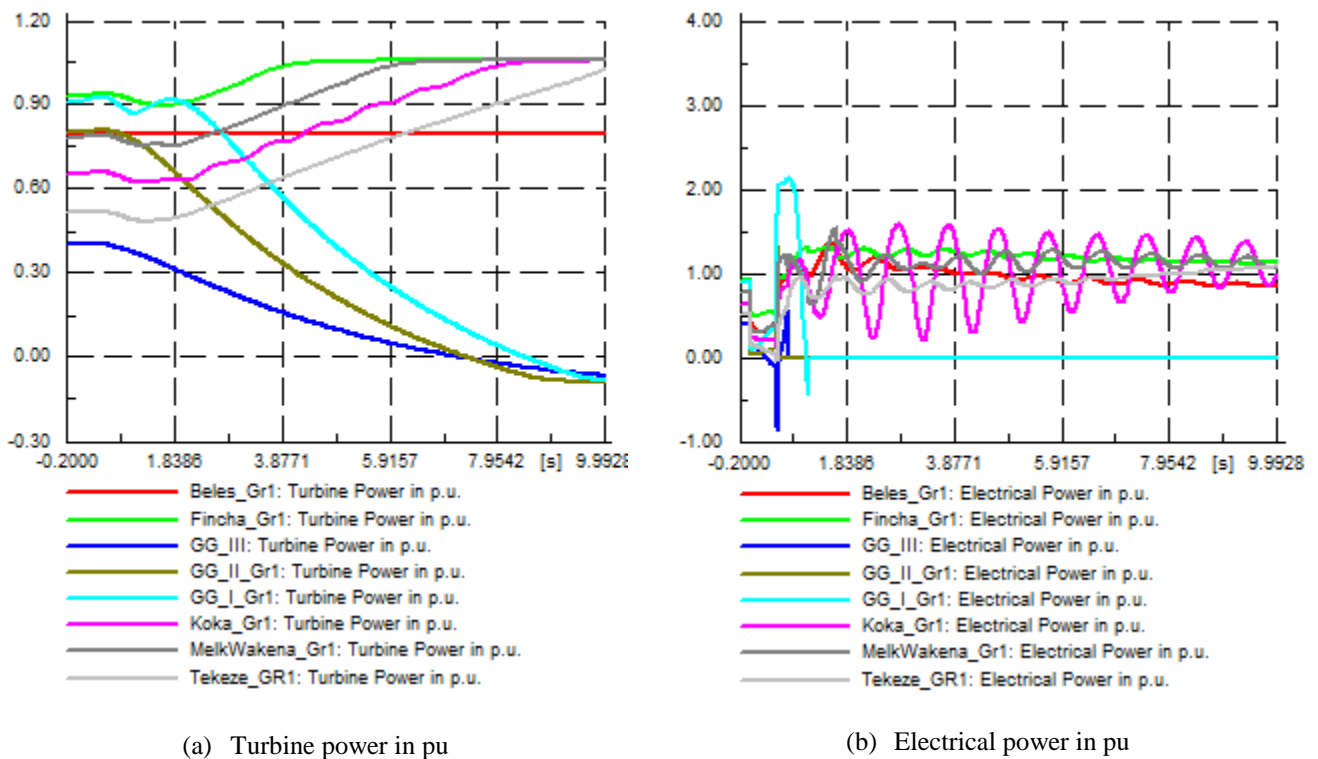 1.20
0.90
0.60
0.30
0.00
-0.30
-0.2000 1.8386 3.8771 5.9157 7.9542 [s] 9.9928
Beles_Gr1: Turbine Power in p.u.
Fincha_Gr1: Turbine Power in p.u.
GG_III: Turbine Power in p.u.
GG_II_Gr1: Turbine Power in p.u.
GG_I_Gr1: Turbine Power in p.u.
Koka_Gr1: Turbine Power in p.u.
MelkWakena_Gr1: Turbine Power in p.u.
Tekeze_GR1: Turbine Power in p.u.
(a) Turbine power in pu
4.00
3.00
2.00
1.00
0.00
-1.00
-0.2000 1.8386 3.8771 5.9157 7.9542 [s] 9.9928
Beles_Gr1: Electrical Power in p.u.
Fincha_Gr1: Electrical Power in p.u.
GG_III: Electrical Power in p.u.
GG_II_Gr1: Electrical Power in p.u.
GG_I_Gr1: Electrical Power in p.u.
Koka_Gr1: Electrical Power in p.u.
MelkWakena_Gr1: Electrical Power in p.u.
Tekeze_GR1: Electrical Power in p.u.
(b) Electrical power in pu